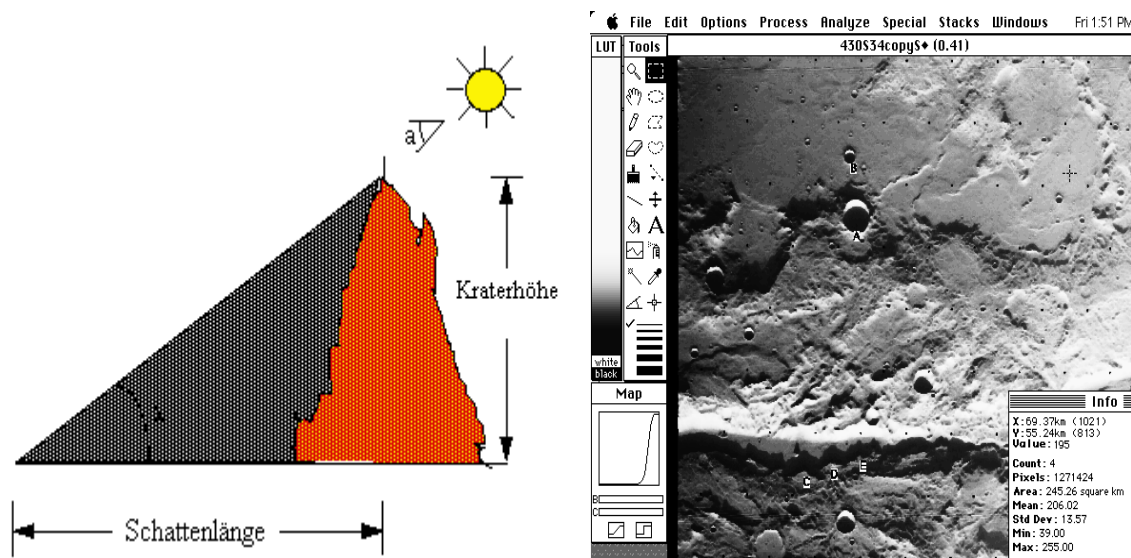 a
Kraterhöhe
Schattenlänge
File Edit Options Process Analyze Special Stacks Windows Fri 1:51 PM
LUT Tools 430S34copyS♦ (0.41)
B
A
A
white
black
Map
B
C
C D E
Info
X:69.37km (1021)
Y:55.24km (813)
Value: 195
Count: 4
Pixels: 1271424
Area: 245.26 square km
Mean: 206.02
Std Dev: 13.57
Min: 39.00
Max: 255.00